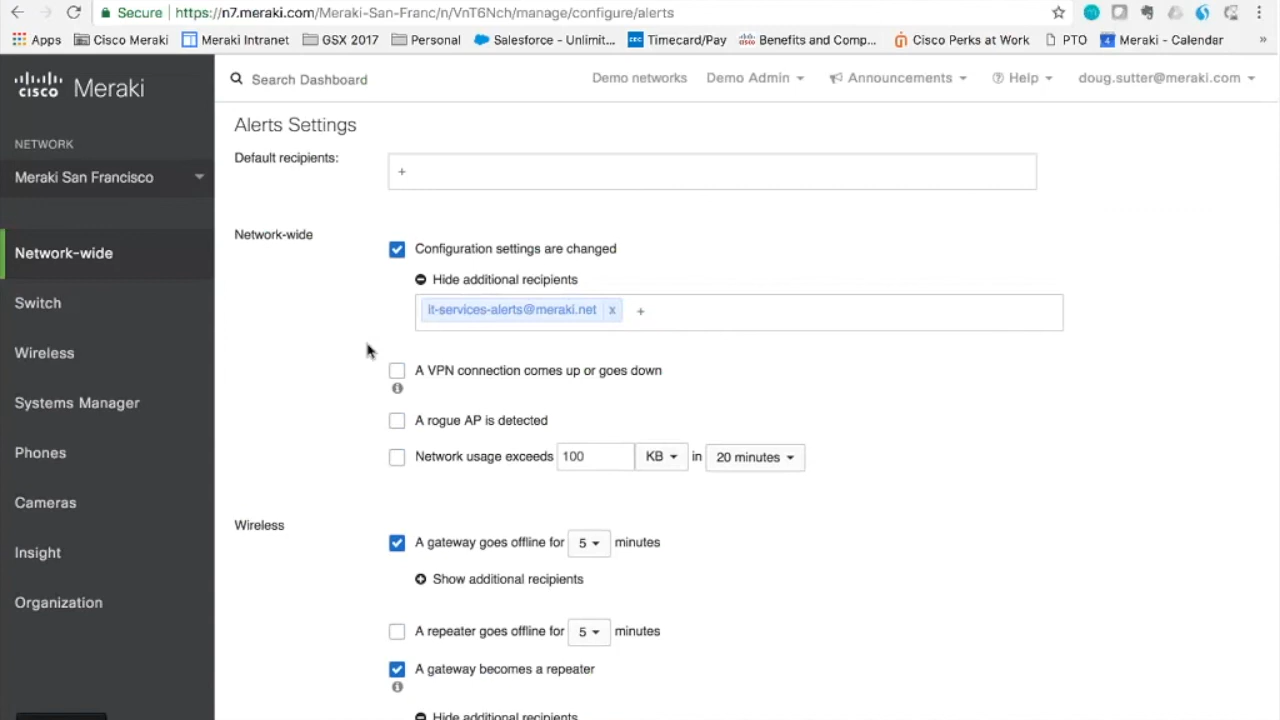 Secure https://n7.meraki.com/Meraki-San-Franc/n/VnT6Nch/manage/configure/alerts
Apps Cisco Meraki Meraki Intranet GSX 2017 Personal Salesforce - Unlimit... Timecard/Pay Benefits and Comp... Cisco Perks at Work PTO 4 Meraki - Calendar »
CISCO Meraki
Search Dashboard
Demo networks Demo Admin Announcements Help doug.sutter@meraki.com
NETWORK
Meraki San Francisco
Network-wide
Switch
Wireless
Systems Manager
Phones
Cameras
Insight
Organization
Alerts Settings
Default recipients:
+
Network-wide
Configuration settings are changed
Hide additional recipients
it-services-alerts@meraki.net x +
A VPN connection comes up or goes down
A rogue AP is detected
Network usage exceeds 100 KB in 20 minutes
Wireless
A gateway goes offline for 5 minutes
Show additional recipients
A repeater goes offline for 5 minutes
A gateway becomes a repeater
Hide additional recipients